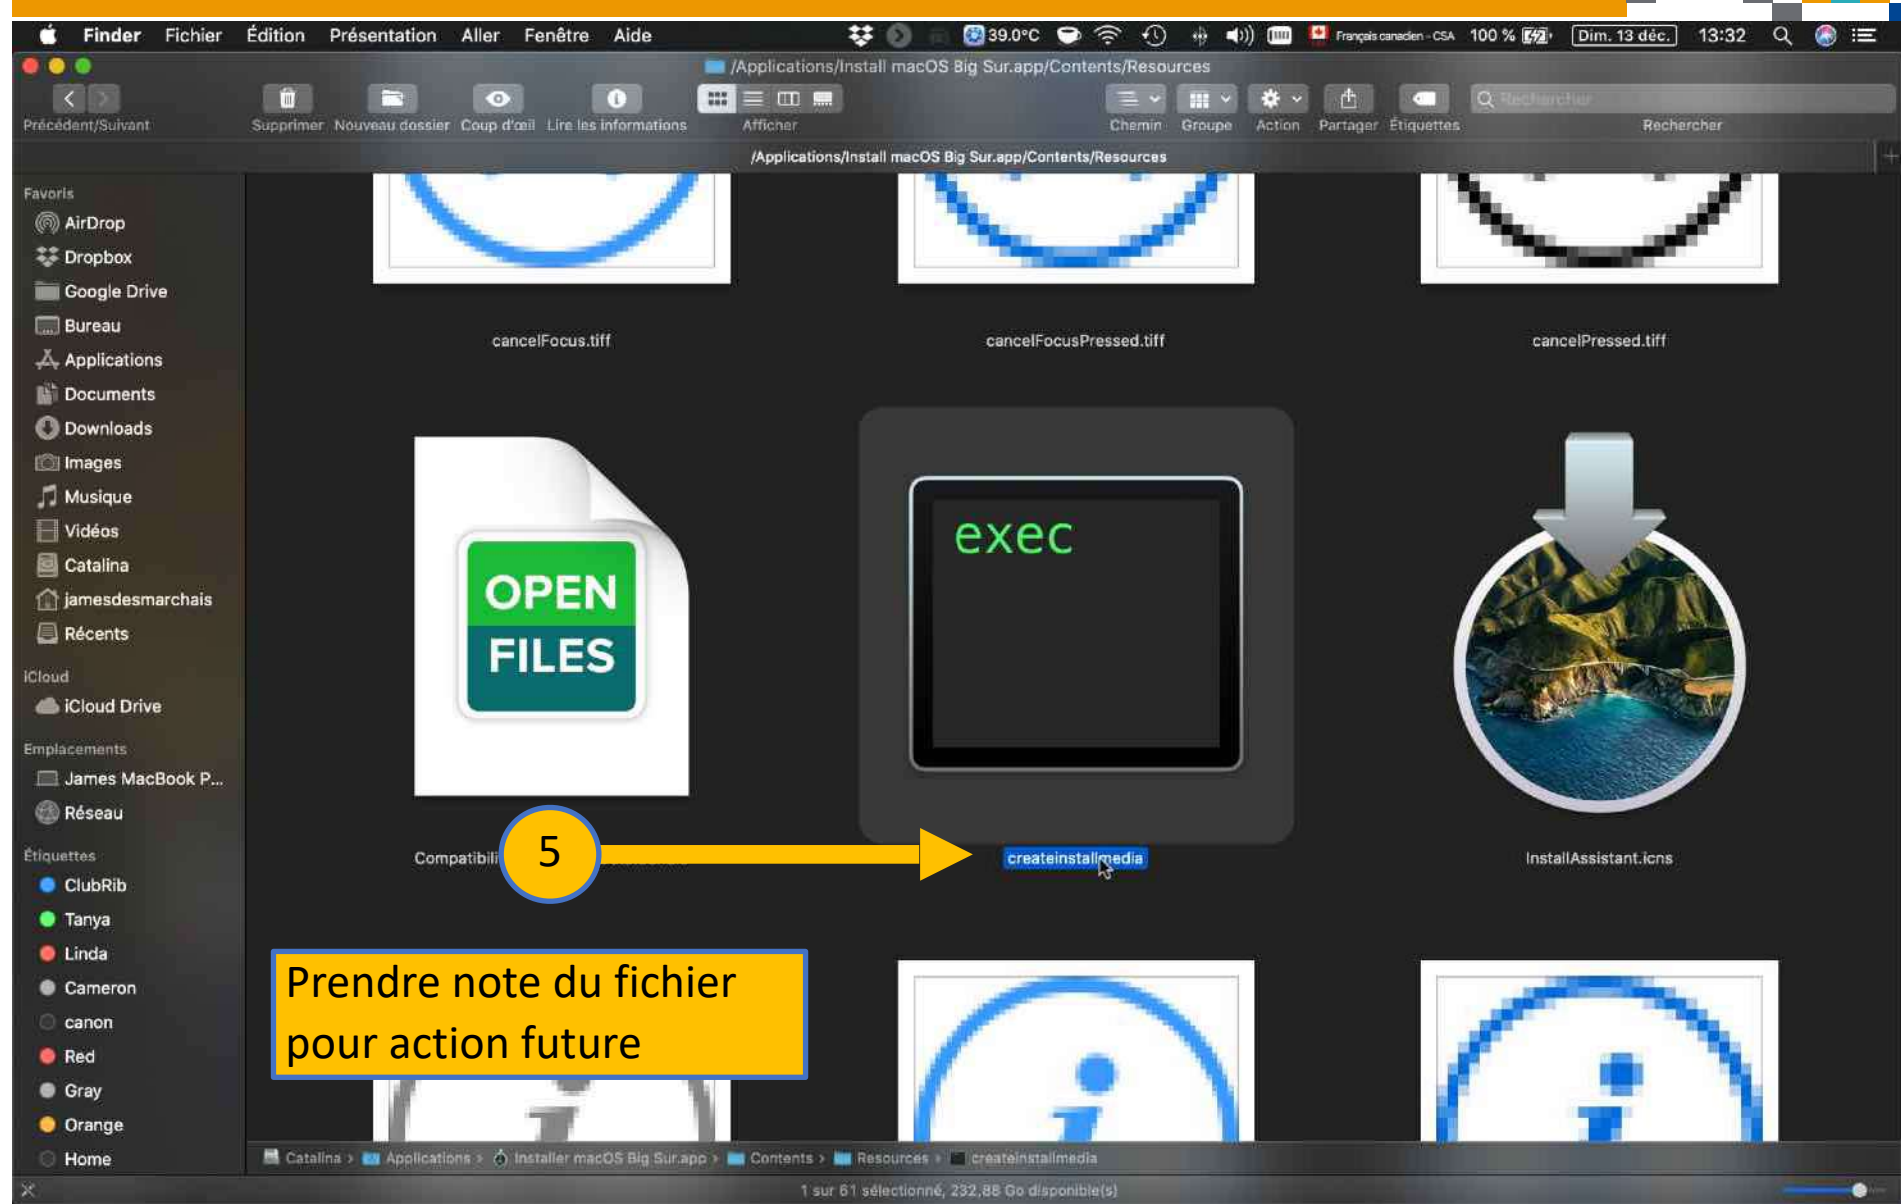 Finder Fichier Édition Présentation Aller Fenêtre Aide 39.0°C Français canadien - CSA 100 % Dim. 13 déc. 13:32
/Applications/Install macOS Big Sur.app/Contents/Resources
Rechercher
Précédent/Suivant Supprimer Nouveau dossier Coup d'œil Lire les informations Afficher Chemin Groupe Action Partager Étiquettes Rechercher
/Applications/Install macOS Big Sur.app/Contents/Resources
Favoris
AirDrop
Dropbox
Google Drive
Bureau
Applications
Documents
Downloads
Images
Musique
Vidéos
Catalina
jamesdesmarchais
Récents
iCloud
iCloud Drive
Emplacements
James MacBook P...
Réseau
Étiquettes
ClubRib
Tanya
Linda
Cameron
canon
Red
Gray
Orange
Home
cancelFocus.tiff cancelFocusPressed.tiff cancelPressed.tiff
OPEN
FILES
exec
5
createinstallmedia InstallAssistant.icns
Prendre note du fichier
pour action future
Catalina › Applications › Installer macOS Big Sur.app › Contents › Resources › createinstallmedia
1 sur 61 sélectionné, 232,88 Go disponible(s)